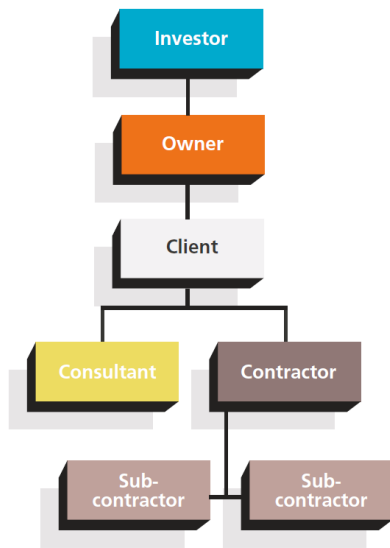 Investor
Owner
Client
Consultant
Contractor
Sub-
contractor
Sub-
contractor